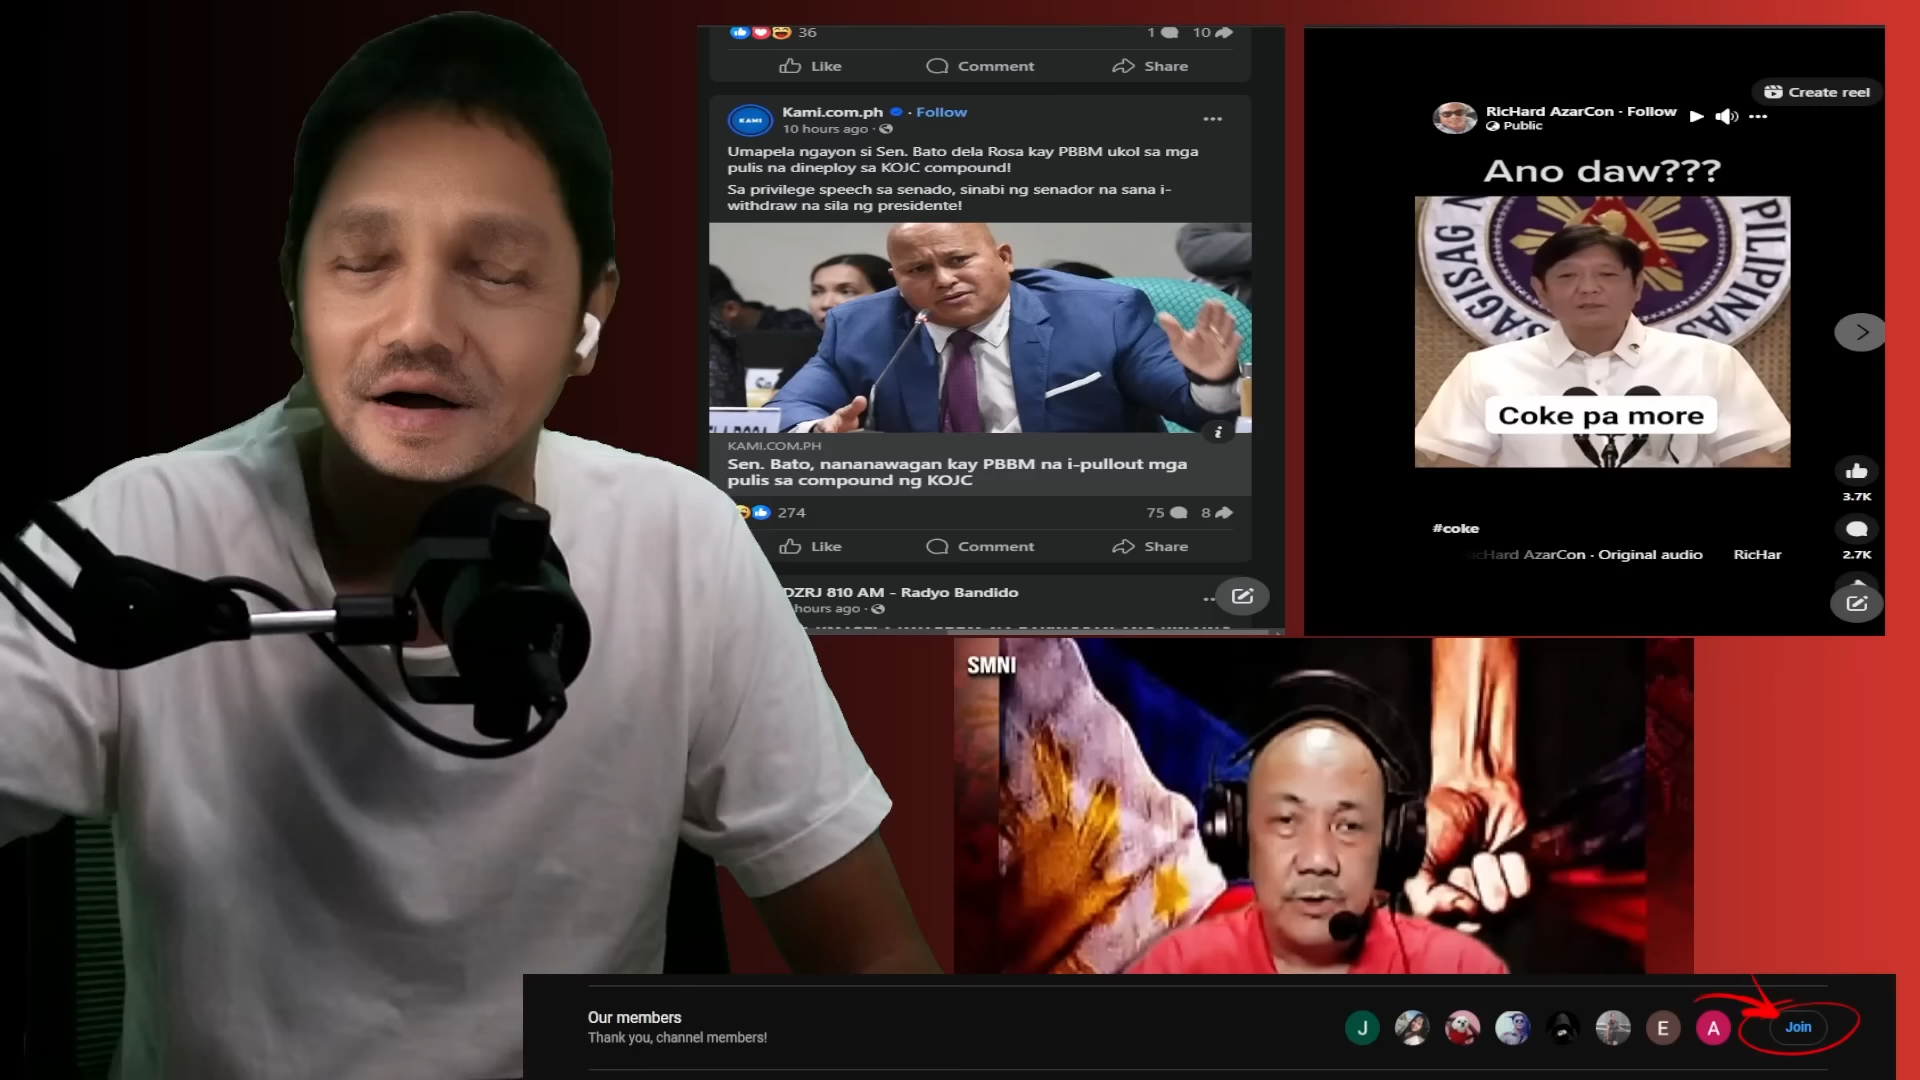 36
1
10
Like
Comment
Share
KAMI
Kami.com.ph · Follow
10 hours ago ·
Umapela ngayon si Sen. Bato dela Rosa kay PBBM ukol sa mga
pulis na dineploy sa KOJC compound!
Sa privilege speech sa senado, sinabi ng senador na sana i-
withdraw na sila ng presidente!
KAMI.COM.PH
Sen. Bato, nananawagan kay PBBM na i-pullout mga
pulis sa compound ng KOJC
274
75
8
Like
Comment
Share
DZRJ 810 AM - Radyo Bandido
hours ago ·
Create reel
RicHard AzarCon · Follow
Public
Ano daw???
SAGISAG
PILIPINAS
Coke pa more
3.7K
#coke
RicHard AzarCon · Original audio
RicHar
2.7K
SMNI
Our members
Thank you, channel members!
J
E
A
Join